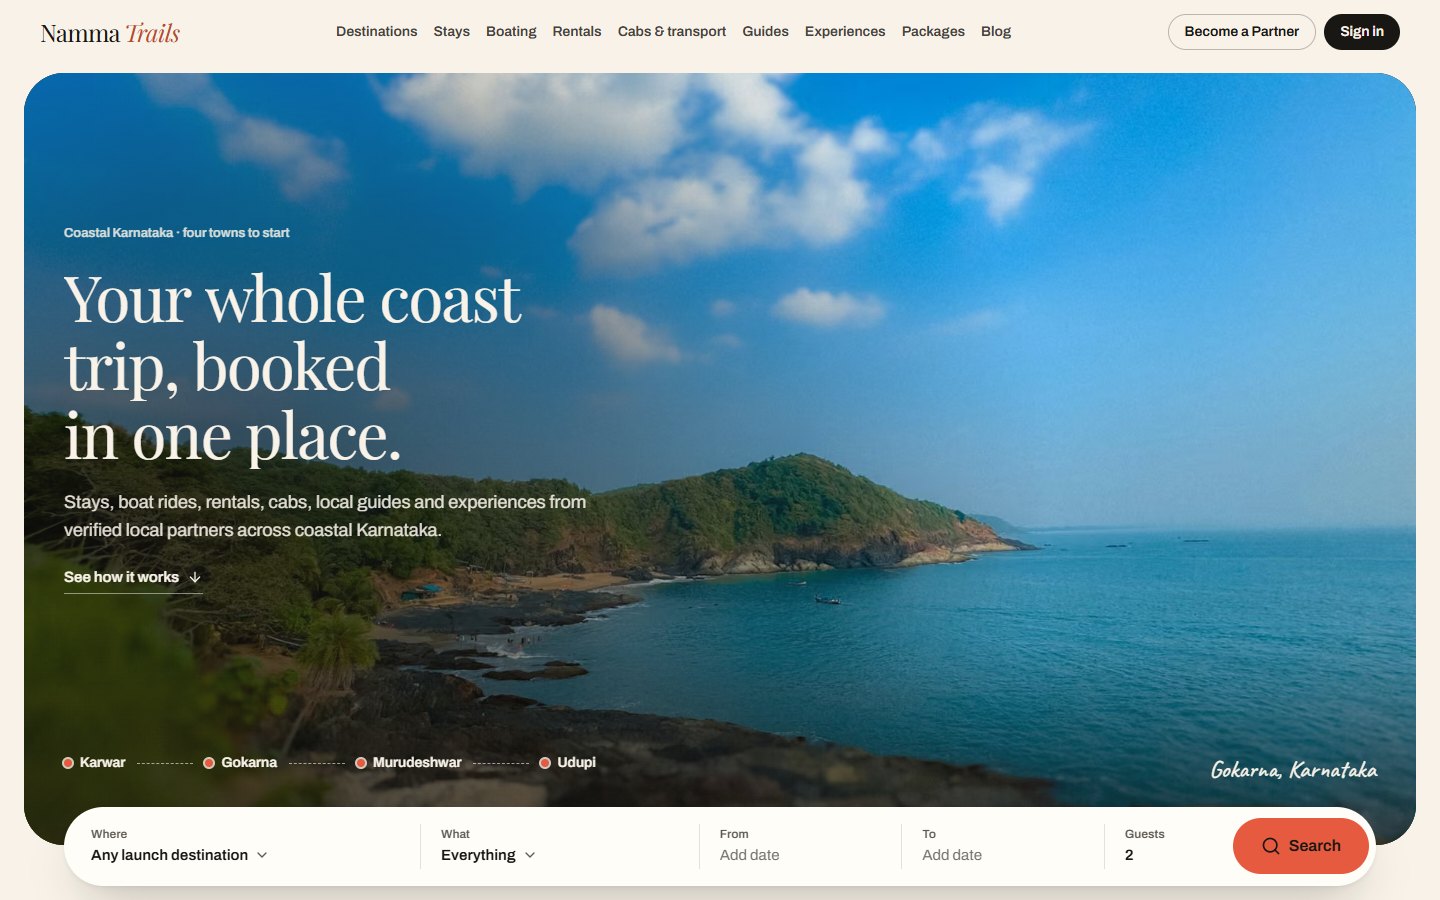 Namma Trails
Destinations Stays Boating Rentals Cabs & transport Guides Experiences Packages Blog
Become a Partner
Sign in
Coastal Karnataka · four towns to start
Your whole coast
trip, booked
in one place.
Stays, boat rides, rentals, cabs, local guides and experiences from
verified local partners across coastal Karnataka.
See how it works
Karwar Gokarna Murudeshwar Udupi
Gokarna, Karnataka
Where
Any launch destination
What
Everything
From
Add date
To
Add date
Guests
2
Search